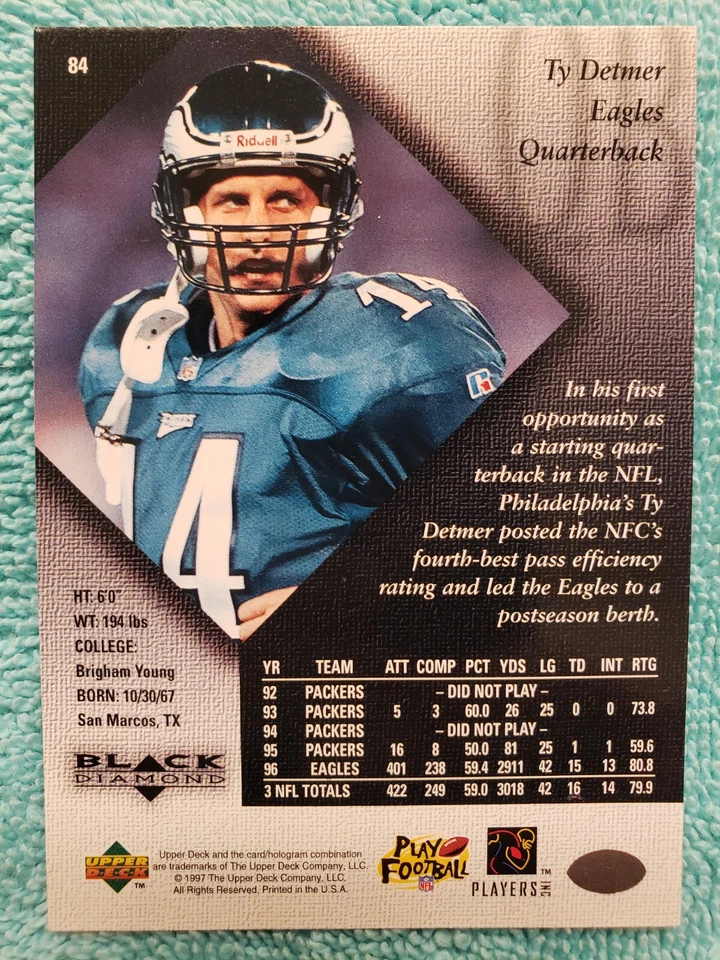 84
Ty Detmer
Eagles
Quarterback
Riddell
14
14
R
In his first
opportunity as
a starting quar-
terback in the NFL,
Philadelphia's Ty
Detmer posted the NFC's
fourth-best pass efficiency
rating and led the Eagles to a
postseason berth.
HT: 6'0"
WT: 194 lbs
COLLEGE:
Brigham Young
BORN: 10/30/67
San Marcos, TX
BLACK
DIAMOND
YR TEAM ATT COMP PCT YDS LG TD INT RTG
92 PACKERS – DID NOT PLAY –
93 PACKERS 5 3 60.0 26 25 0 0 73.8
94 PACKERS – DID NOT PLAY –
95 PACKERS 16 8 50.0 81 25 1 1 59.6
96 EAGLES 401 238 59.4 2911 42 15 13 80.8
3 NFL TOTALS 422 249 59.0 3018 42 16 14 79.9
UPPER
DECK
TM
Upper Deck and the card/hologram combination
are trademarks of The Upper Deck Company, LLC.
© 1997 The Upper Deck Company, LLC.
All Rights Reserved. Printed in the U.S.A.
PLAY
FOOTBALL
NFL
PLAYERS INC
TM